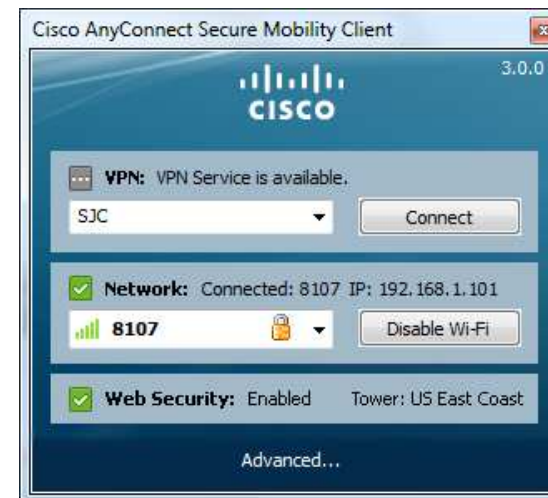 Cisco AnyConnect Secure Mobility Client
3.0.0
CISCO
VPN: VPN Service is available.
SJC Connect
Network: Connected: 8107 IP: 192.168.1.101
8107 Disable Wi-Fi
Web Security: Enabled Tower: US East Coast
Advanced...